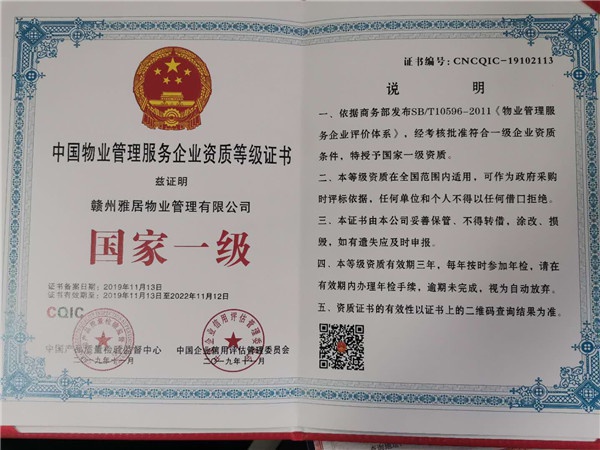 中国物业管理服务企业资质等级证书
兹证明
赣州雅居物业管理有限公司
国家一级
证书备案日期：2019年11月13日
证书有效期至：2019年11月13日至2022年11月12日
CQIC
中国产品质量检验监督中心
二〇一九年十一月
中国企业信用评估管理委员会
二〇一九年十一月
证书编号：CNCQIC-19102113
说 明
一、依据商务部发布SB/T10596-2011《物业管理服
务企业评价体系》，经考核批准符合一级企业资质
条件，特授予国家一级资质。
二、本等级资质在全国范围内适用，可作为政府采购
时评标依据，任何单位和个人不得以任何借口拒绝。
三、本证书由本公司妥善保管、不得转借，涂改、损
毁，如有遗失应及时申报。
四、本等级资质有效期三年，每年按时参加年检，请在
有效期内办理年检手续，逾期未完成，视为自动放弃。
五、资质证书的有效性以证书上的二维码查询结果为准。